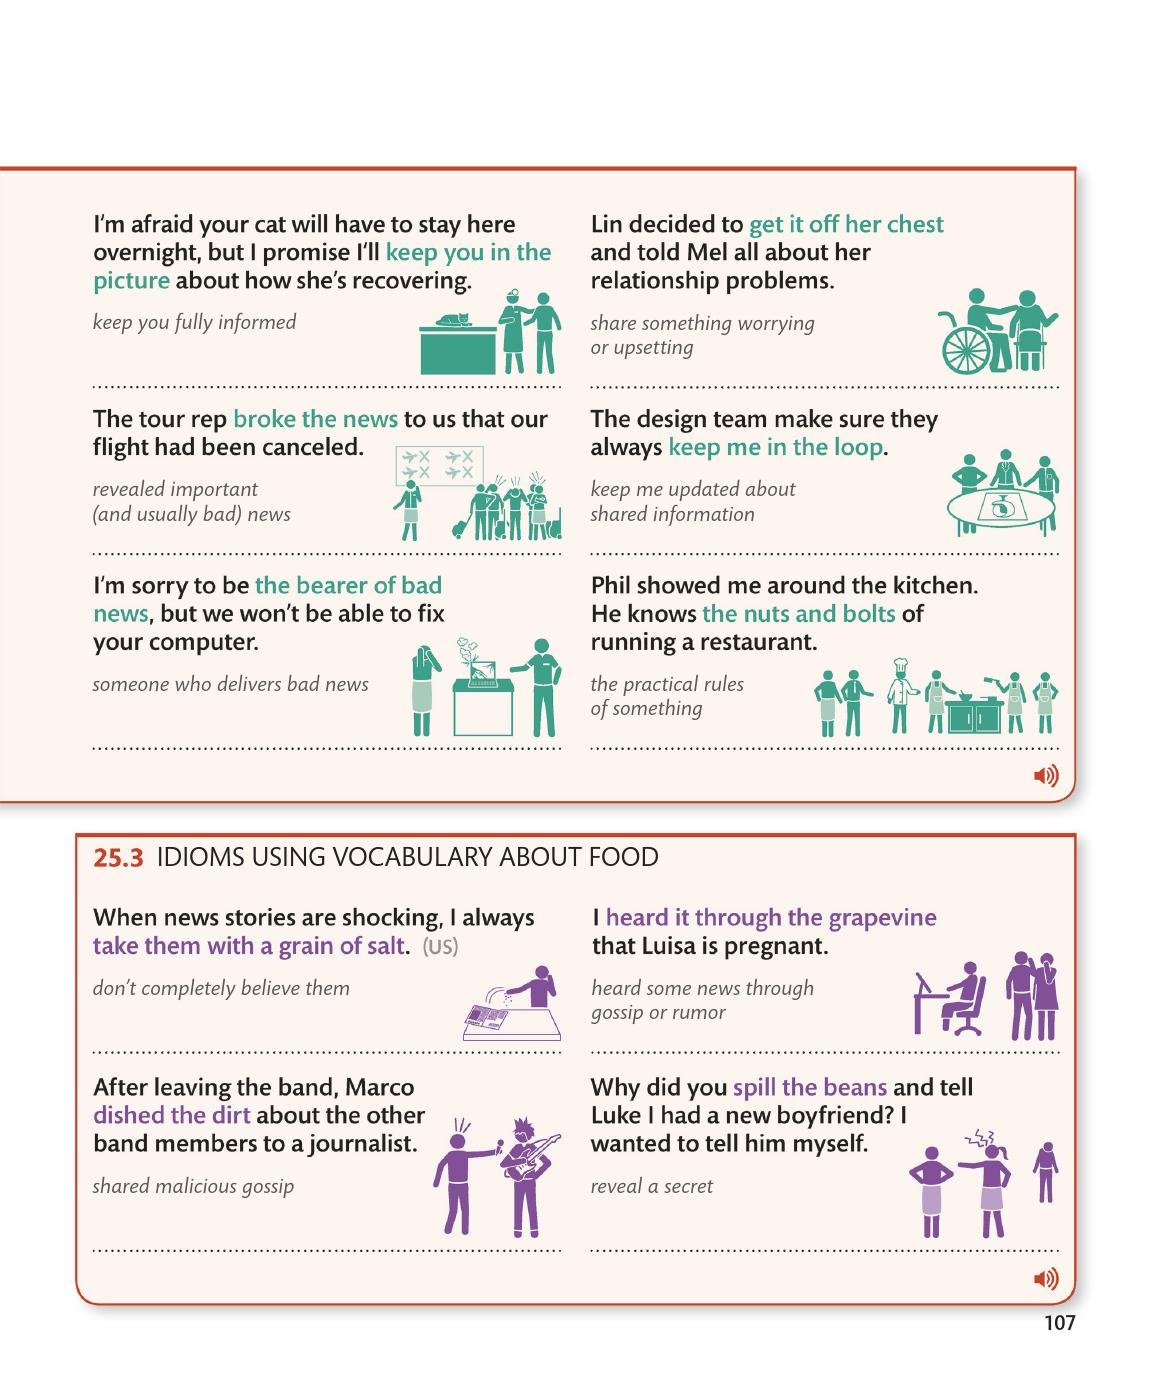 I'm afraid your cat will have to stay here
overnight, but I promise I'll keep you in the
picture about how she's recovering.
keep you fully informed
Lin decided to get it off her chest
and told Mel all about her
relationship problems.
share something worrying
or upsetting
The tour rep broke the news to us that our
flight had been canceled.
revealed important
(and usually bad) news
The design team make sure they
always keep me in the loop.
keep me updated about
shared information
I'm sorry to be the bearer of bad
news, but we won't be able to fix
your computer.
someone who delivers bad news
Phil showed me around the kitchen.
He knows the nuts and bolts of
running a restaurant.
the practical rules
of something
25.3 IDIOMS USING VOCABULARY ABOUT FOOD
When news stories are shocking, I always
take them with a grain of salt. (US)
don't completely believe them
I heard it through the grapevine
that Luisa is pregnant.
heard some news through
gossip or rumor
After leaving the band, Marco
dished the dirt about the other
band members to a journalist.
shared malicious gossip
Why did you spill the beans and tell
Luke I had a new boyfriend? I
wanted to tell him myself.
reveal a secret
107